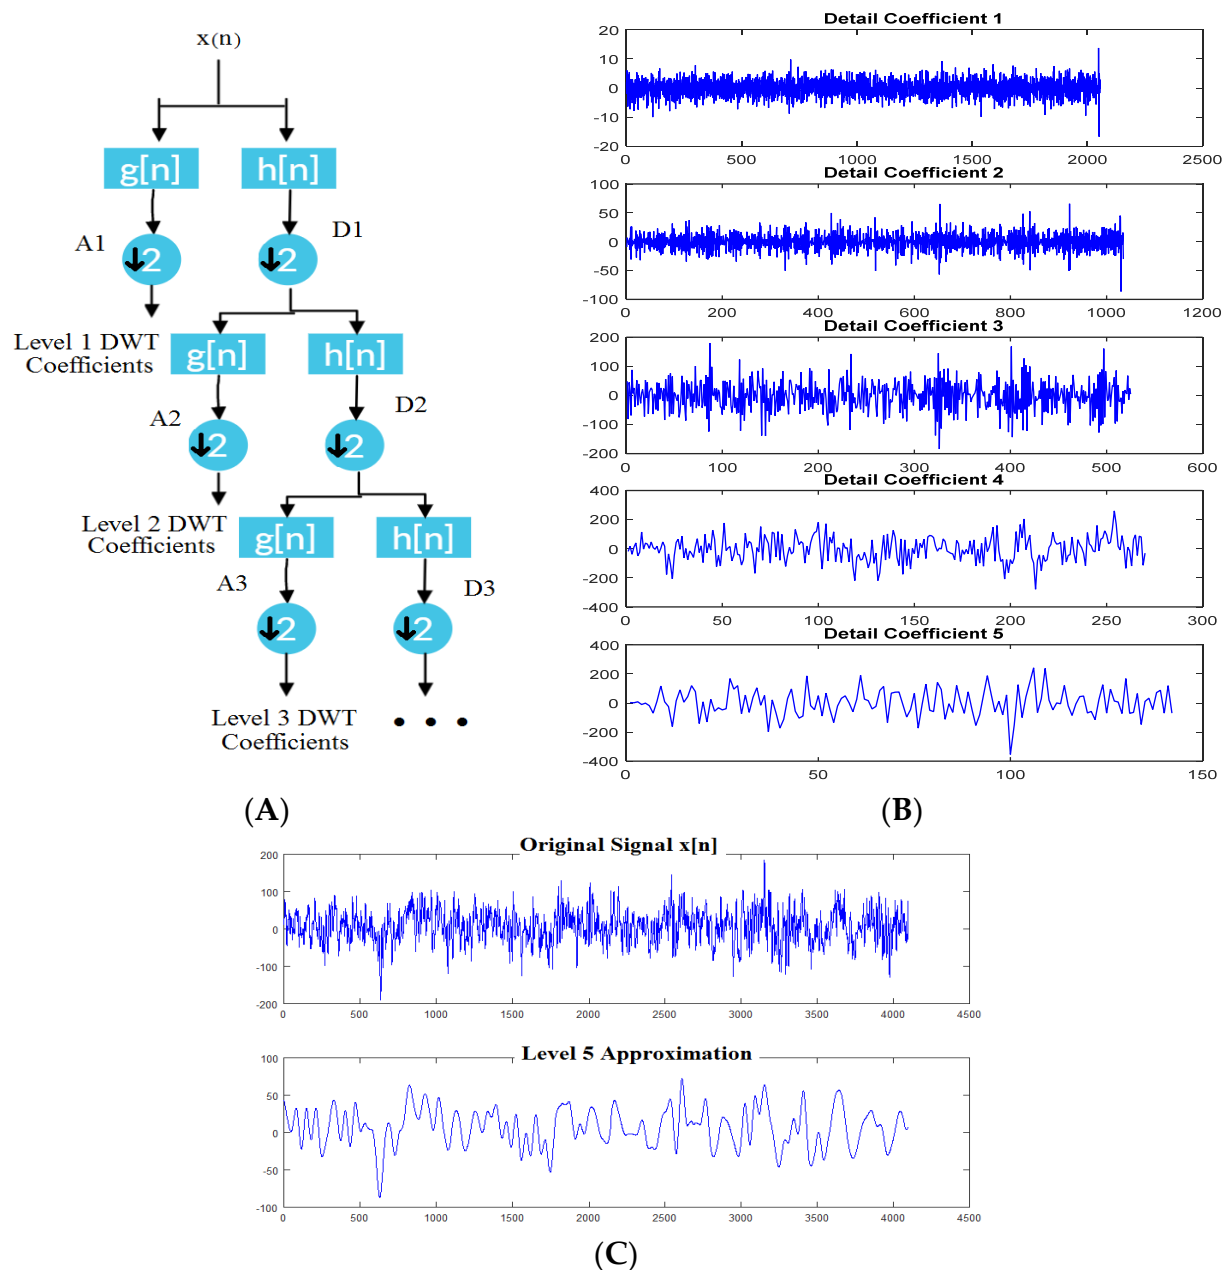 x(n)
g[n] h[n]
A1 D1
↓2 ↓2
Level 1 DWT
Coefficients
g[n] h[n]
A2 D2
↓2 ↓2
Level 2 DWT
Coefficients
g[n] h[n]
A3 D3
↓2 ↓2
Level 3 DWT
Coefficients
• • •
(A)
Detail Coefficient 1
20
10
0
-10
-20
0 500 1000 1500 2000 2500
Detail Coefficient 2
100
50
0
-50
-100
0 200 400 600 800 1000 1200
Detail Coefficient 3
200
100
0
-100
-200
0 100 200 300 400 500 600
Detail Coefficient 4
400
200
0
-200
-400
0 50 100 150 200 250 300
Detail Coefficient 5
400
200
0
-200
-400
0 50 100 150
(B)
Original Signal x[n]
200
100
0
-100
-200
0 500 1000 1500 2000 2500 3000 3500 4000 4500
Level 5 Approximation
100
50
0
-50
-100
0 500 1000 1500 2000 2500 3000 3500 4000 4500
(C)